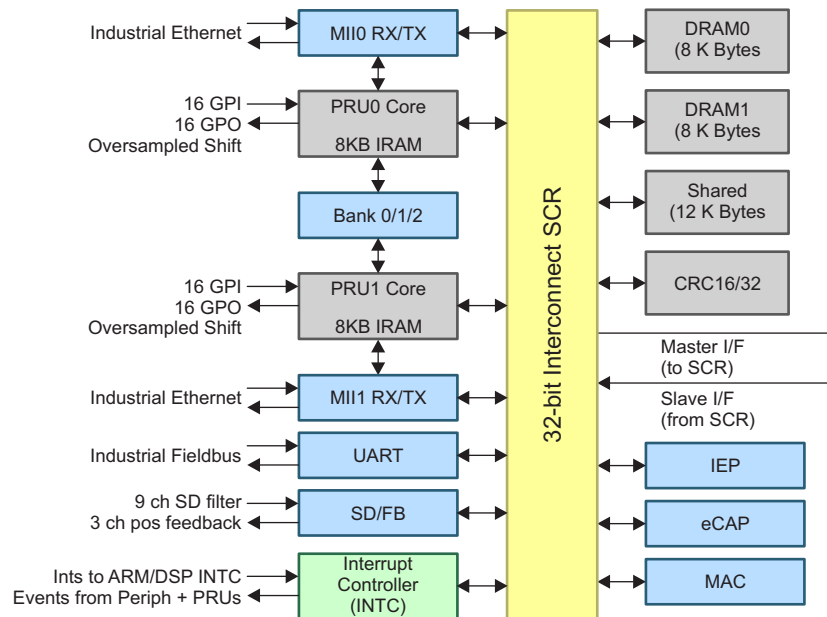 Industrial Ethernet
MII0 RX/TX
16 GPI
16 GPO
Oversampled Shift
PRU0 Core
8KB IRAM
Bank 0/1/2
16 GPI
16 GPO
Oversampled Shift
PRU1 Core
8KB IRAM
Industrial Ethernet
MII1 RX/TX
Industrial Fieldbus
UART
9 ch SD filter
3 ch pos feedback
SD/FB
Ints to ARM/DSP INTC
Events from Periph + PRUs
Interrupt
Controller
(INTC)
32-bit Interconnect SCR
DRAM0
(8 K Bytes
DRAM1
(8 K Bytes
Shared
(12 K Bytes
CRC16/32
Master I/F
(to SCR)
Slave I/F
(from SCR)
IEP
eCAP
MAC